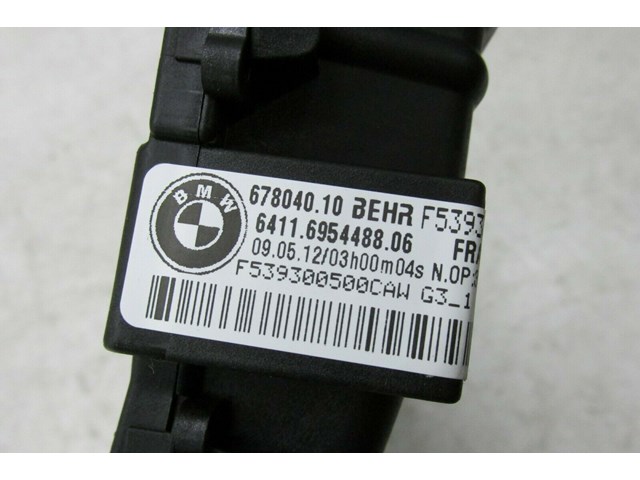 BMW
678040.10 BEHR F5393
6411.6954488.06 FRA
09.05.12/03h00m04s N.OP:
F539300500CAW G3_1